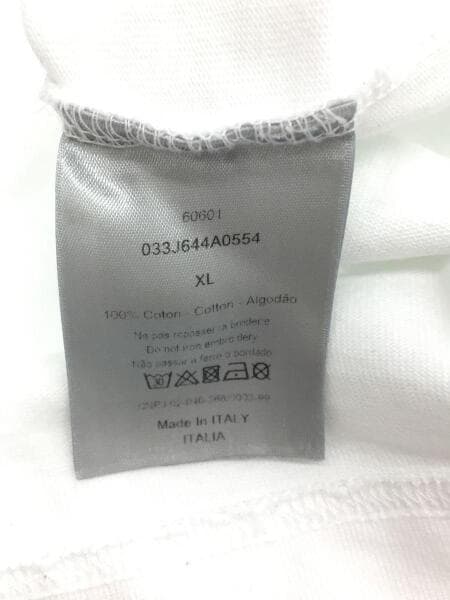 60601
033J644A0554
XL
100% Coton - Cotton - Algodão
Ne pas repasser la broderie
Do not iron embroidery
Não passar a ferro o bordado
Made in ITALY
ITALIA